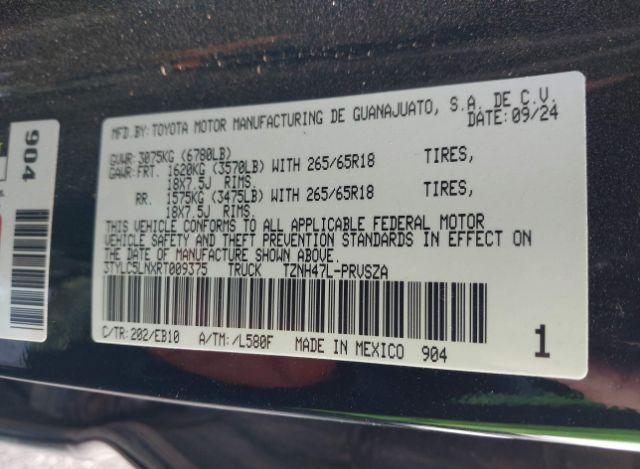 MFD.BY:TOYOTA MOTOR MANUFACTURING DE GUANAJUATO, S.A. DE C.V.
DATE:09/24
GVWR:3075KG (6780LB)
GAWR:FRT. 1620KG (3570LB) WITH 265/65R18 TIRES,
18X7.5J RIMS.
RR. 1575KG (3475LB) WITH 265/65R18 TIRES,
18X7.5J RIMS.
THIS VEHICLE CONFORMS TO ALL APPLICABLE FEDERAL MOTOR
VEHICLE SAFETY AND THEFT PREVENTION STANDARDS IN EFFECT ON
THE DATE OF MANUFACTURE SHOWN ABOVE.
3TYLC5LNXRT009375 TRUCK TZNH47L-PRVSZA
C/TR:202/EB10 A/TM:/L580F MADE IN MEXICO 904 1
904